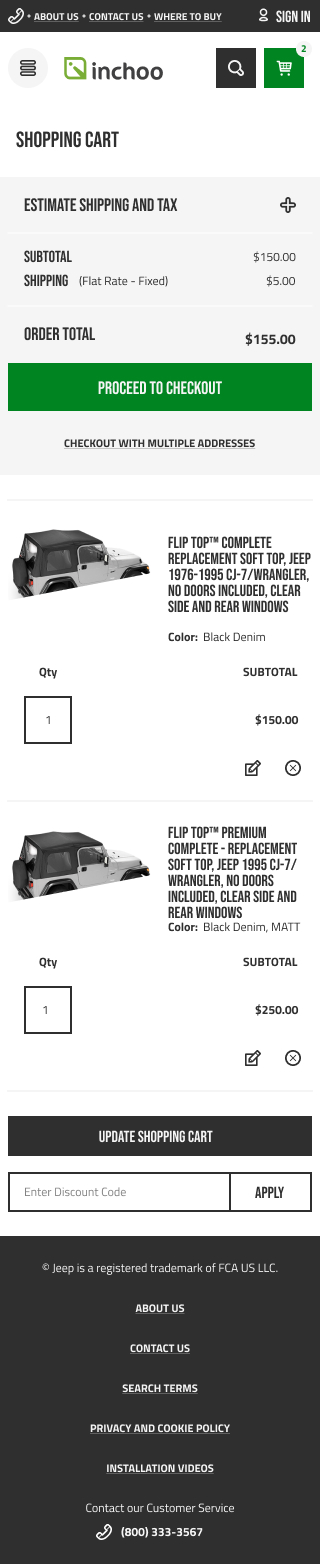 • ABOUT US • CONTACT US • WHERE TO BUY SIGN IN
inchoo 2
SHOPPING CART
ESTIMATE SHIPPING AND TAX
SUBTOTAL $150.00
SHIPPING (Flat Rate - Fixed) $5.00
ORDER TOTAL $155.00
PROCEED TO CHECKOUT
CHECKOUT WITH MULTIPLE ADDRESSES
FLIP TOP™ COMPLETE
REPLACEMENT SOFT TOP, JEEP
1976-1995 CJ-7/WRANGLER,
NO DOORS INCLUDED, CLEAR
SIDE AND REAR WINDOWS
Color: Black Denim
Qty SUBTOTAL
1 $150.00
FLIP TOP™ PREMIUM
COMPLETE - REPLACEMENT
SOFT TOP, JEEP 1995 CJ-7/
WRANGLER, NO DOORS
INCLUDED, CLEAR SIDE AND
REAR WINDOWS
Color: Black Denim, MATT
Qty SUBTOTAL
1 $250.00
UPDATE SHOPPING CART
Enter Discount Code APPLY
© Jeep is a registered trademark of FCA US LLC.
ABOUT US
CONTACT US
SEARCH TERMS
PRIVACY AND COOKIE POLICY
INSTALLATION VIDEOS
Contact our Customer Service
(800) 333-3567